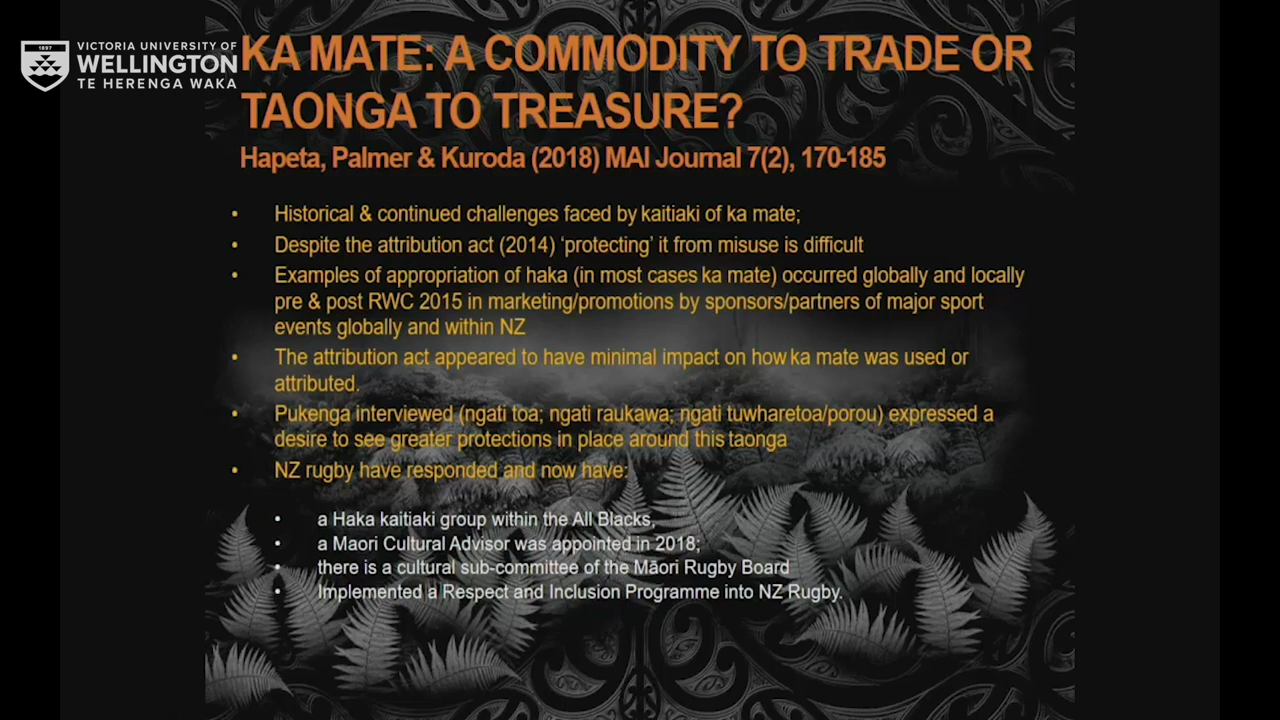 1897
VICTORIA UNIVERSITY OF
WELLINGTON
TE HERENGA WAKA
KA MATE: A COMMODITY TO TRADE OR
TAONGA TO TREASURE?
Hapeta, Palmer & Kuroda (2018) MAI Journal 7(2), 170-185
• Historical & continued challenges faced by kaitiaki of ka mate;
• Despite the attribution act (2014) ‘protecting’ it from misuse is difficult
• Examples of appropriation of haka (in most cases ka mate) occurred globally and locally
pre & post RWC 2015 in marketing/promotions by sponsors/partners of major sport
events globally and within NZ
• The attribution act appeared to have minimal impact on how ka mate was used or
attributed.
• Pukenga interviewed (ngati toa; ngati raukawa; ngati tuwharetoa/porou) expressed a
desire to see greater protections in place around this taonga
• NZ rugby have responded and now have:
• a Haka kaitiaki group within the All Blacks,
• a Maori Cultural Advisor was appointed in 2018;
• there is a cultural sub-committee of the Māori Rugby Board
• Implemented a Respect and Inclusion Programme into NZ Rugby.